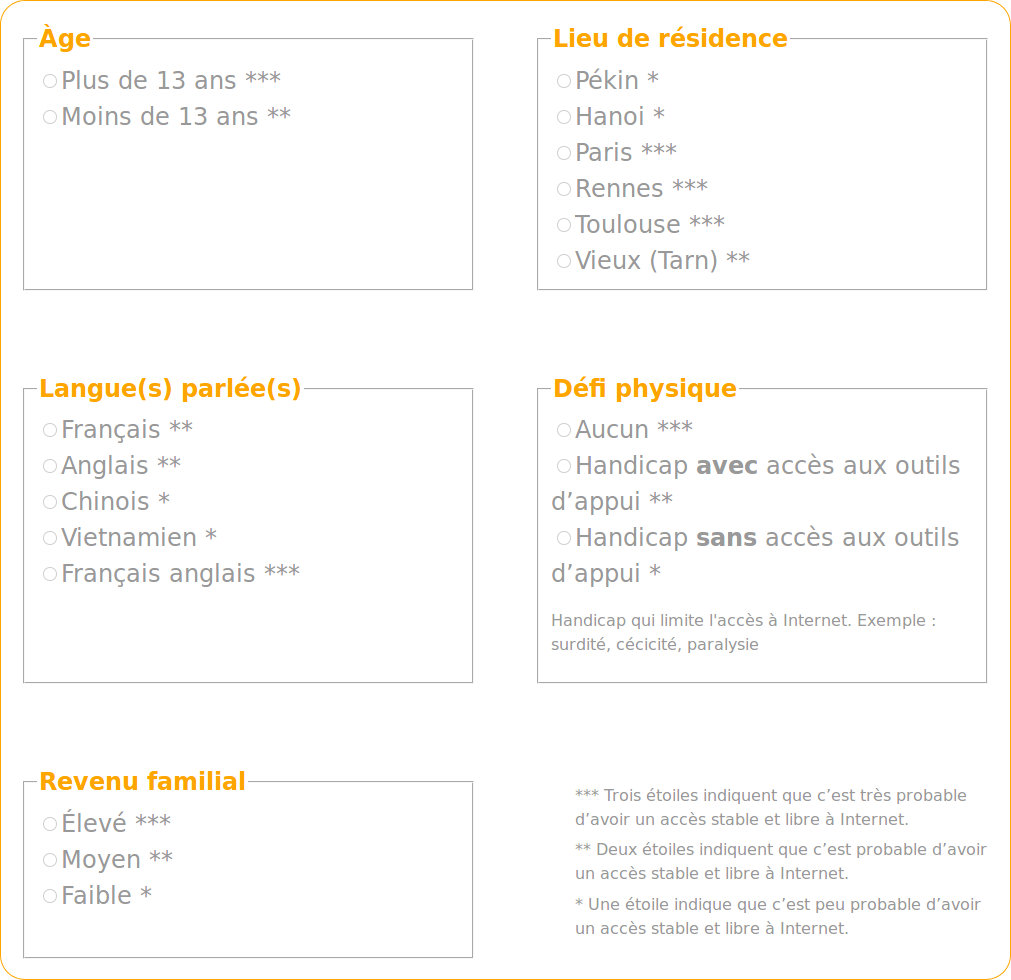 Âge
Plus de 13 ans ***
Moins de 13 ans **
Lieu de résidence
Pékin *
Hanoi *
Paris ***
Rennes ***
Toulouse ***
Vieux (Tarn) **
Langue(s) parlée(s)
Français **
Anglais **
Chinois *
Vietnamien *
Français anglais ***
Défi physique
Aucun ***
Handicap avec accès aux outils
d’appui **
Handicap sans accès aux outils
d’appui *
Handicap qui limite l'accès à Internet. Exemple :
surdité, cécicité, paralysie
Revenu familial
Élevé ***
Moyen **
Faible *
*** Trois étoiles indiquent que c’est très probable
d’avoir un accès stable et libre à Internet.
** Deux étoiles indiquent que c’est probable d’avoir
un accès stable et libre à Internet.
* Une étoile indique que c’est peu probable d’avoir
un accès stable et libre à Internet.